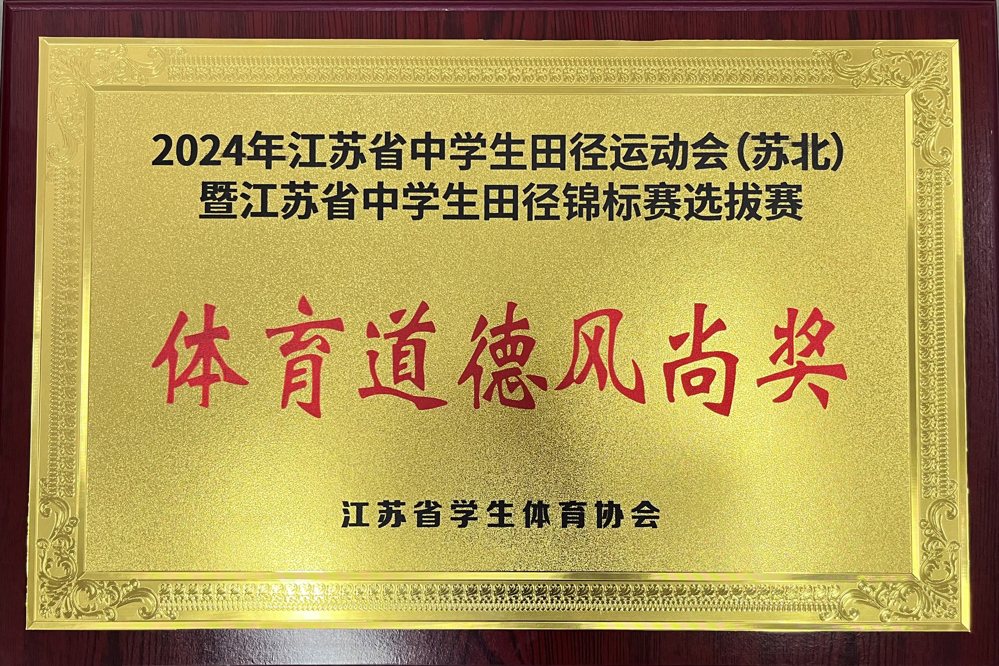 2024年江苏省中学生田径运动会(苏北)
暨江苏省中学生田径锦标赛选拔赛
体育道德风尚奖
江苏省学生体育协会